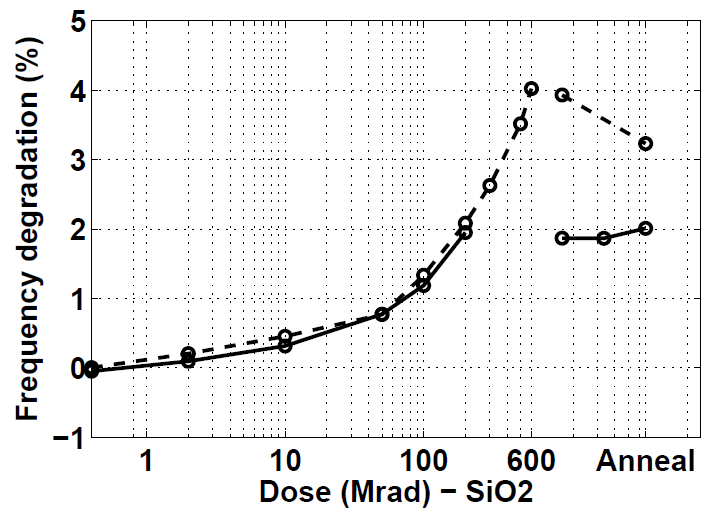 Frequency degradation (%)
5
4
3
2
1
0
−1
1 10 100 600 Anneal
Dose (Mrad) − SiO2